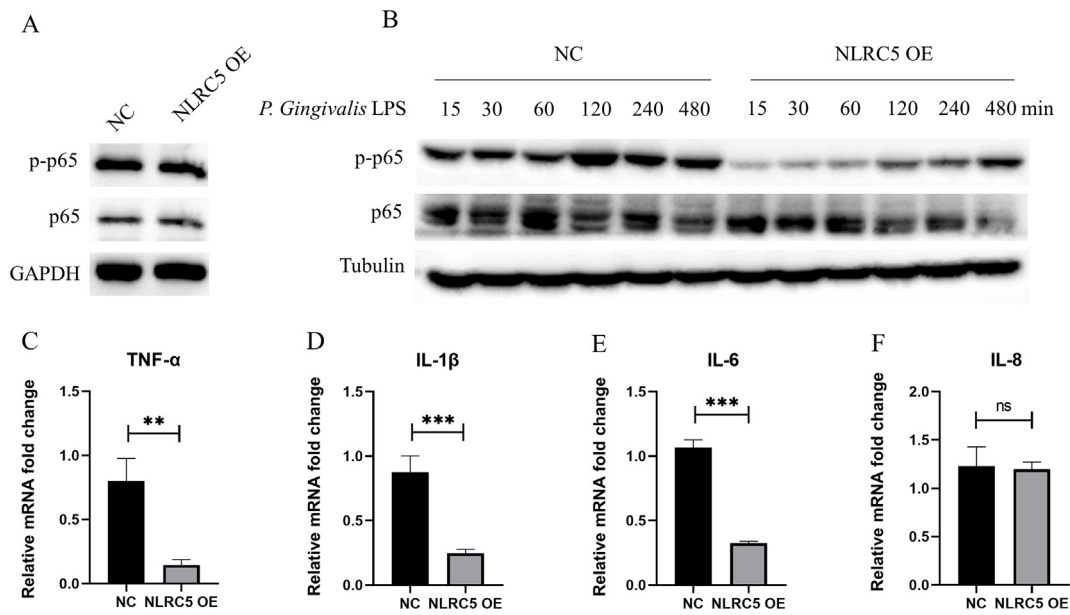 A
NC
NLRC5 OE
p-p65
p65
GAPDH
B
NC
NLRC5 OE
P. Gingivalis LPS 15 30 60 120 240 480 15 30 60 120 240 480 min
p-p65
p65
Tubulin
C
TNF-α
Relative mRNA fold change
1.5
1.0
0.5
0.0
**
NC NLRC5 OE
D
IL-1β
Relative mRNA fold change
1.5
1.0
0.5
0.0
***
NC NLRC5 OE
E
IL-6
Relative mRNA fold change
1.5
1.0
0.5
0.0
***
NC NLRC5 OE
F
IL-8
Relative mRNA fold change
2.0
1.5
1.0
0.5
0.0
ns
NC NLRC5 OE